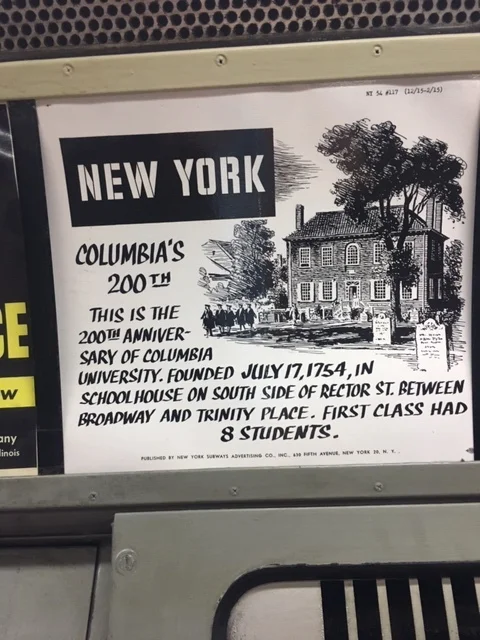 NY 54 #117 (12/15-2/15)
NEW YORK
COLUMBIA'S
200TH
THIS IS THE
200TH ANNIVER-
SARY OF COLUMBIA
UNIVERSITY. FOUNDED JULY 17, 1754, IN
SCHOOLHOUSE ON SOUTH SIDE OF RECTOR ST. BETWEEN
BROADWAY AND TRINITY PLACE. FIRST CLASS HAD
8 STUDENTS.
PUBLISHED BY NEW YORK SUBWAYS ADVERTISING CO., INC., 630 FIFTH AVENUE, NEW YORK 20, N. Y.
CE
W
any
linois